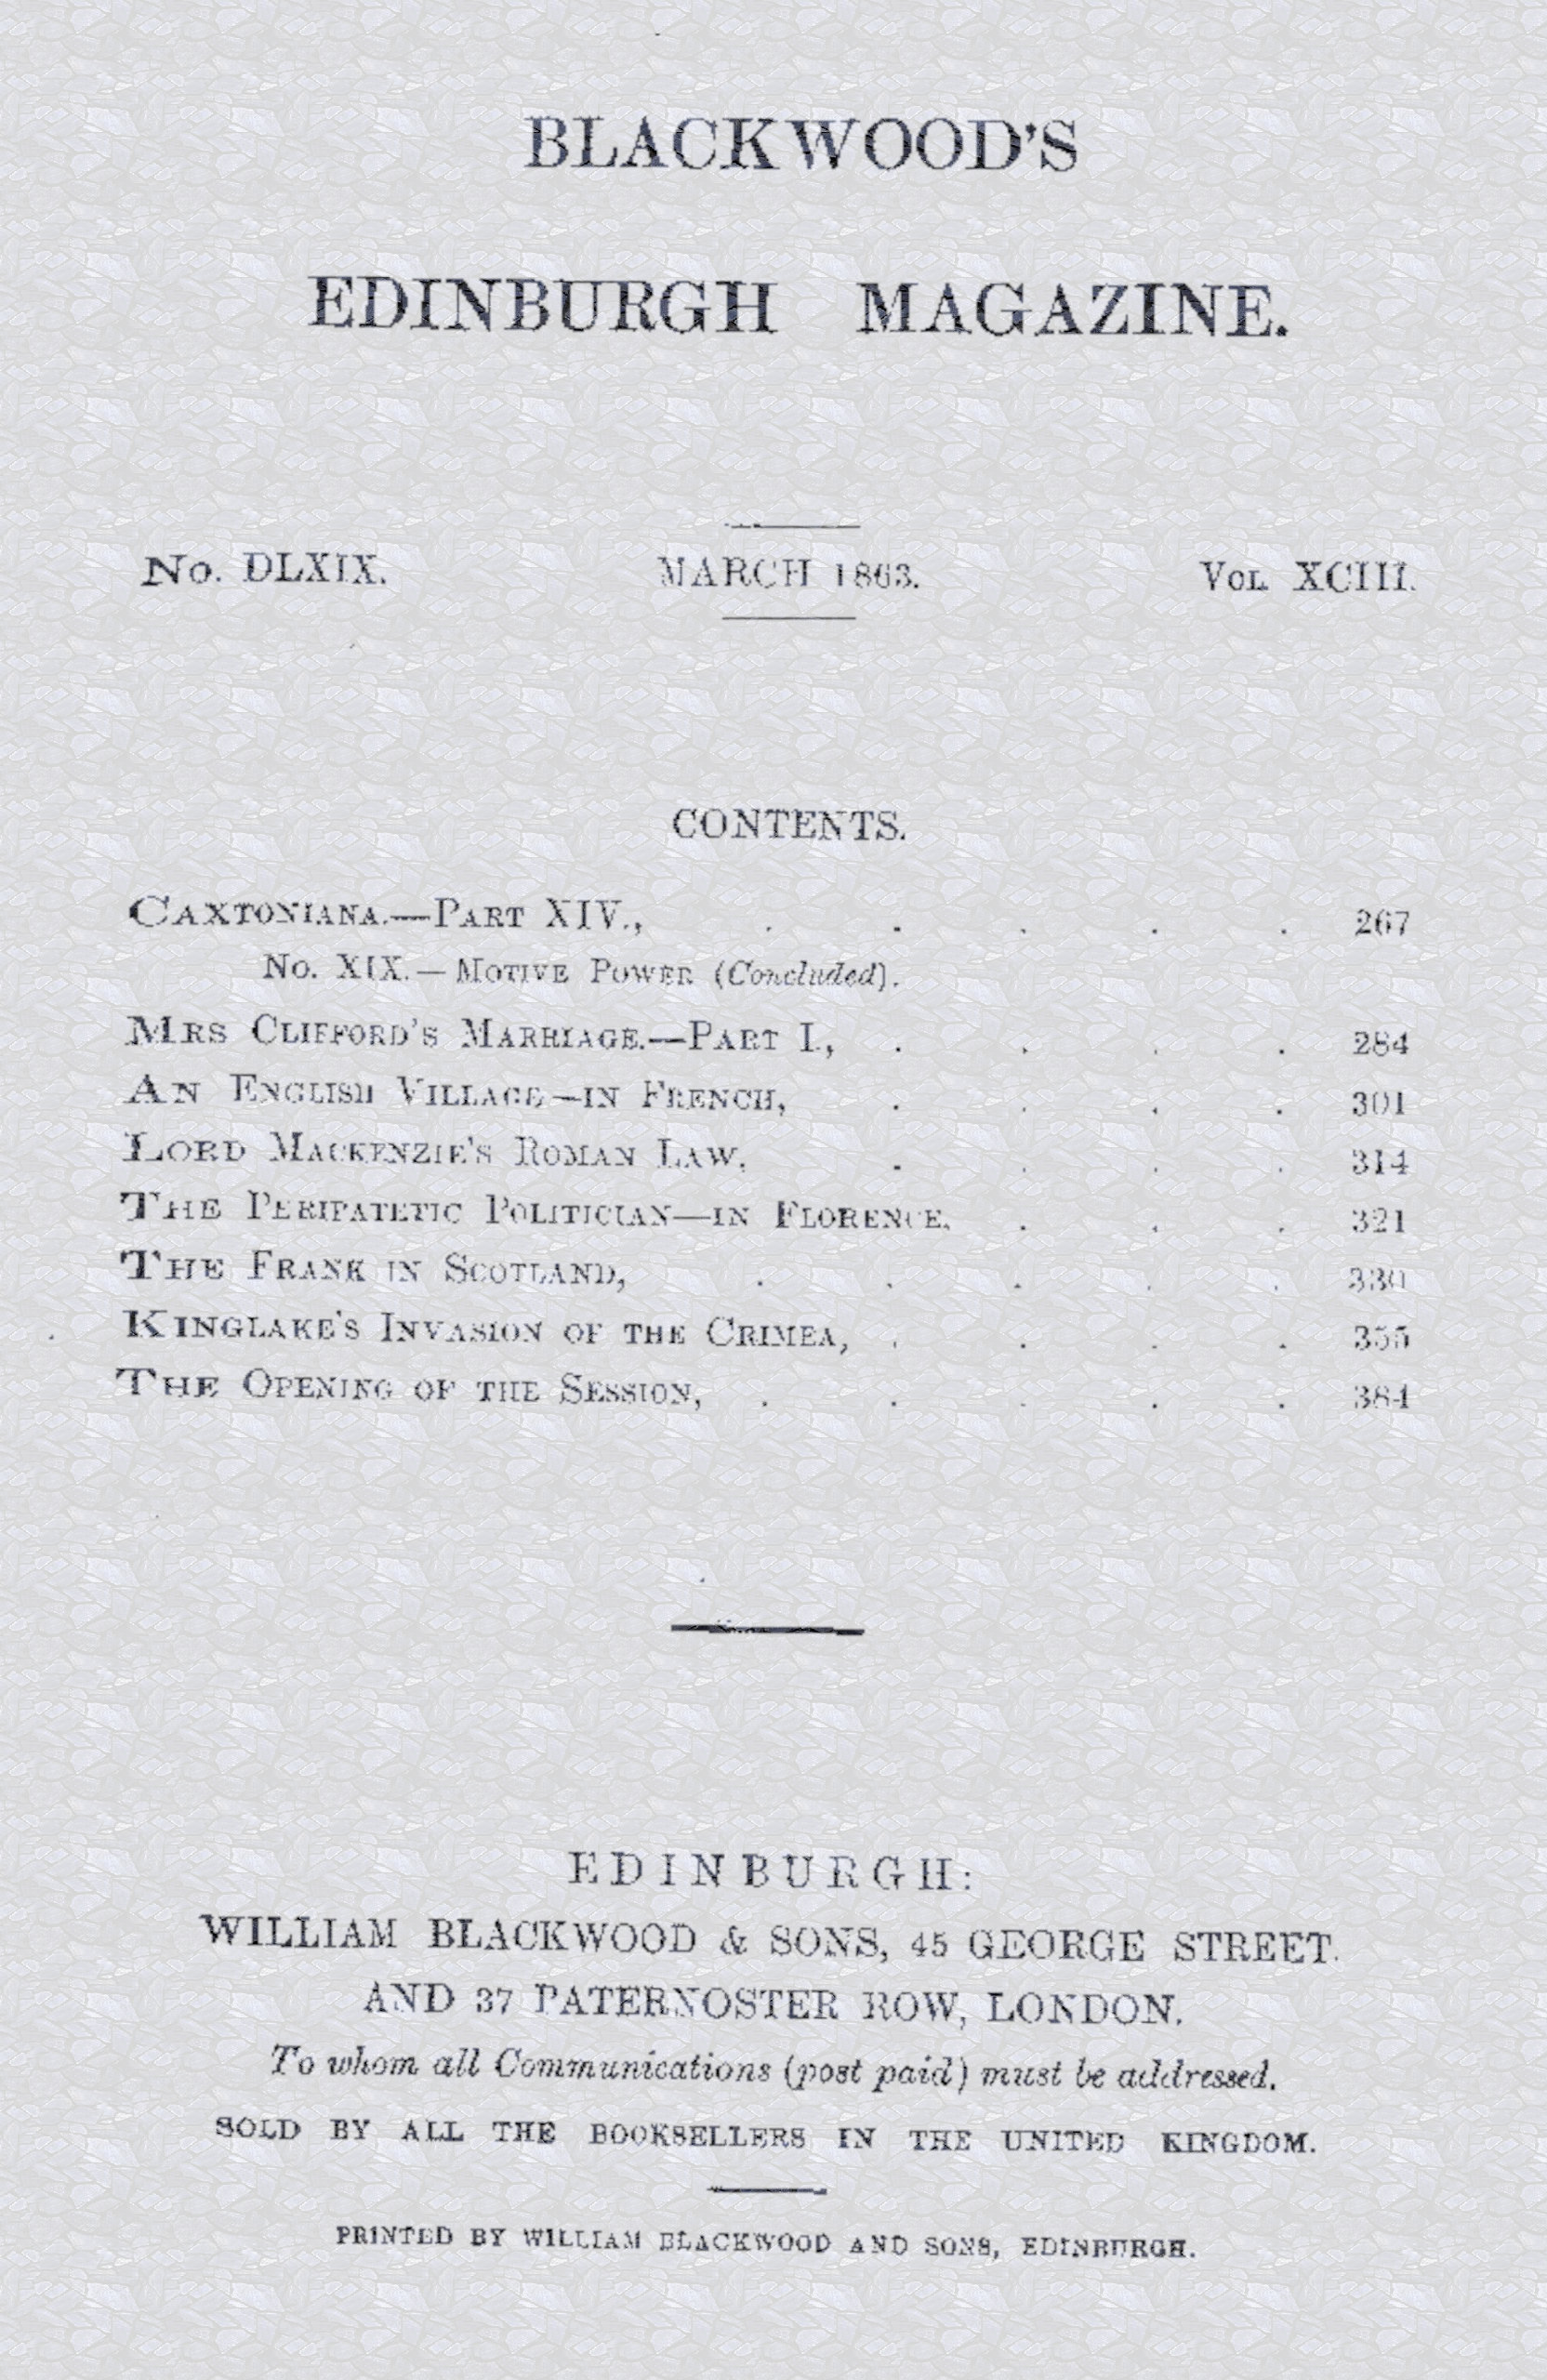 BLACKWOOD'S
EDINBURGH MAGAZINE.
No. DLXIX. MARCH 1863. Vol. XCIII.
CONTENTS.
Caxtoniana.—Part XIV., . . . . . 267
No. XIX.—Motive Power (Concluded).
Mrs Clifford's Marriage.—Part I., . . . . 284
An English Village—in French, . . . . 301
Lord Mackenzie's Roman Law, . . . . 314
The Peripatetic Politician—in Florence, . . . 321
The Frank in Scotland, . . . . . 330
Kinglake's Invasion of the Crimea, . . . . 355
The Opening of the Session, . . . . . 384
EDINBURGH:
WILLIAM BLACKWOOD & SONS, 45 GEORGE STREET.
AND 37 PATERNOSTER ROW, LONDON.
To whom all Communications (post paid) must be addressed.
SOLD BY ALL THE BOOKSELLERS IN THE UNITED KINGDOM.
PRINTED BY WILLIAM BLACKWOOD AND SONS, EDINBURGH.